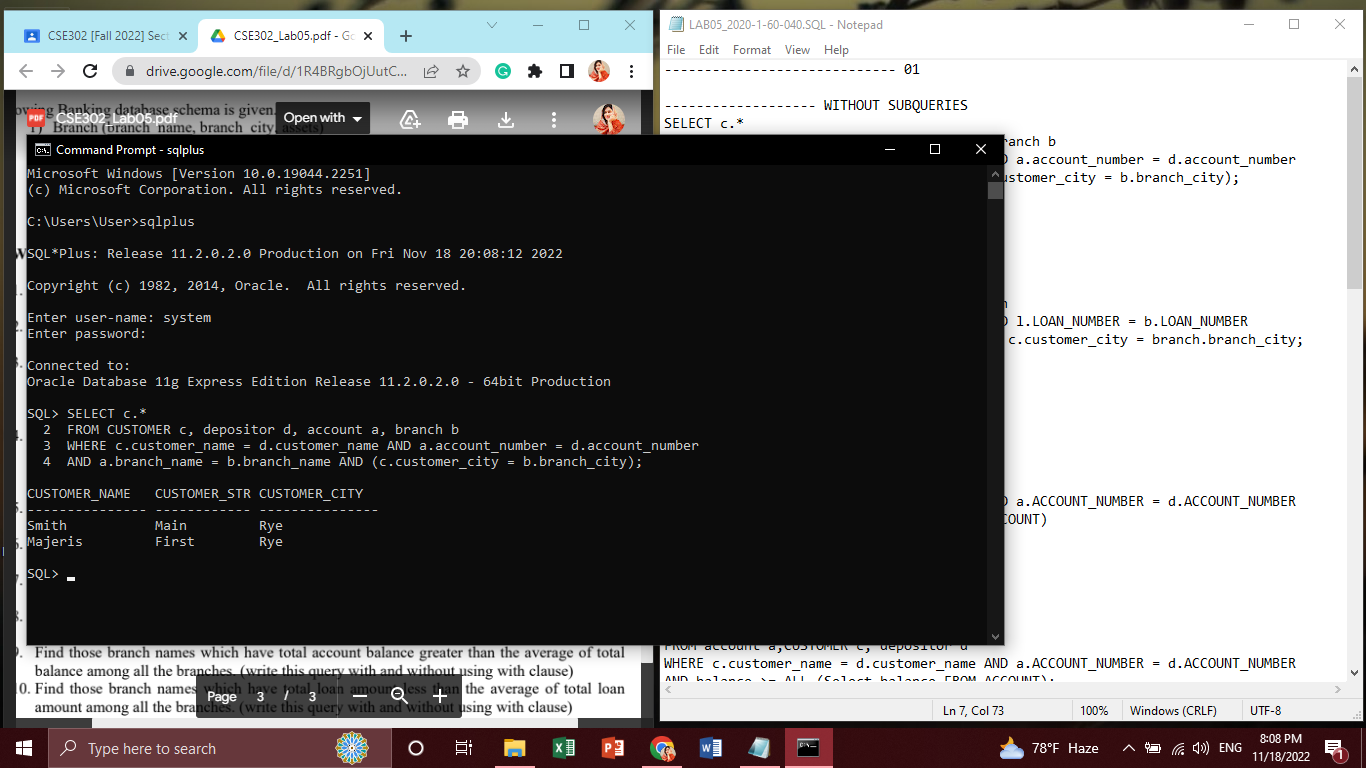 CSE302 [Fall 2022] Sect
CSE302_Lab05.pdf - Go
drive.google.com/file/d/1R4BRgbOjUutC...
owing Banking database schema is given.
PDF
CSE302_Lab05.pdf
Open with
1) Branch (branch_name, branch_city, assets)
LAB05_2020-1-60-040.SQL - Notepad
File Edit Format View Help
----------------------------- 01
------------------- WITHOUT SUBQUERIES
SELECT c.*
ranch b
a.account_number = d.account_number
ustomer_city = b.branch_city);
l.LOAN_NUMBER = b.LOAN_NUMBER
c.customer_city = branch.branch_city;
a.ACCOUNT_NUMBER = d.ACCOUNT_NUMBER
COUNT)
FROM account a,CUSTOMER c, depositor d
WHERE c.customer_name = d.customer_name AND a.ACCOUNT_NUMBER = d.ACCOUNT_NUMBER
AND balance >= ALL (Select balance FROM ACCOUNT);
Ln 7, Col 73
100%
Windows (CRLF)
UTF-8
Command Prompt - sqlplus
Microsoft Windows [Version 10.0.19044.2251]
(c) Microsoft Corporation. All rights reserved.
C:\Users\User>sqlplus
SQL*Plus: Release 11.2.0.2.0 Production on Fri Nov 18 20:08:12 2022
Copyright (c) 1982, 2014, Oracle. All rights reserved.
Enter user-name: system
Enter password:
Connected to:
Oracle Database 11g Express Edition Release 11.2.0.2.0 - 64bit Production
SQL> SELECT c.*
2 FROM CUSTOMER c, depositor d, account a, branch b
3 WHERE c.customer_name = d.customer_name AND a.account_number = d.account_number
4 AND a.branch_name = b.branch_name AND (c.customer_city = b.branch_city);
CUSTOMER_NAME CUSTOMER_STR CUSTOMER_CITY
--------------- ------------ ---------------
Smith Main Rye
Majeris First Rye
SQL>
9. Find those branch names which have total account balance greater than the average of total
balance among all the branches. (write this query with and without using with clause)
10. Find those branch names which have total loan amount less than the average of total loan
amount among all the branches. (write this query with and without using with clause)
Page 3 / 3
Type here to search
78°F Haze
ENG
8:08 PM
11/18/2022
1